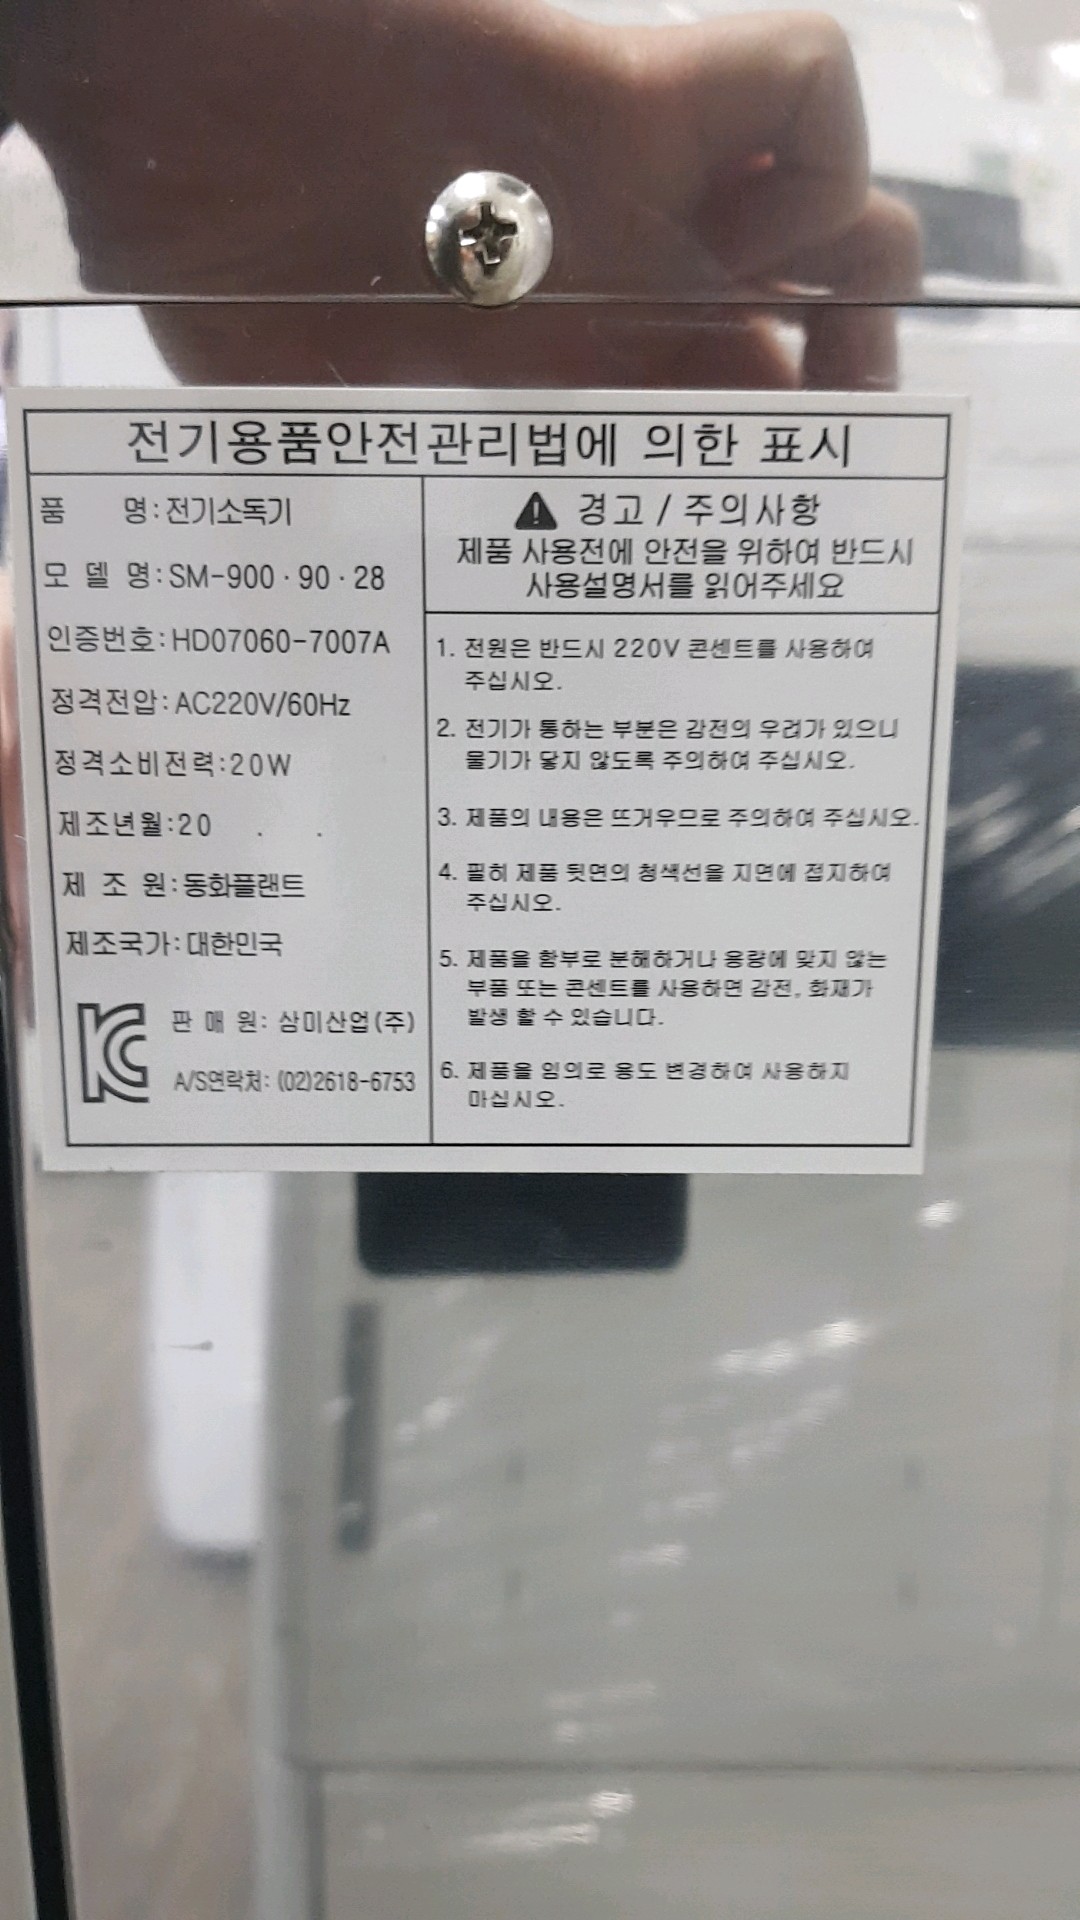 전기용품안전관리법에 의한 표시
품 명:전기소독기
모 델 명:SM-900·90·28
인증번호:HD07060-7007A
정격전압:AC220V/60Hz
정격소비전력:20W
제조년월:20 . .
제 조 원:동화플랜트
제조국가:대한민국
판 매 원: 삼미산업(주)
A/S연락처: (02)2618-6753
경고 / 주의사항
제품 사용전에 안전을 위하여 반드시
사용설명서를 읽어주세요
1. 전원은 반드시 220V 콘센트를 사용하여
주십시오.
2. 전기가 통하는 부분은 감전의 우려가 있으니
물기가 닿지 않도록 주의하여 주십시오.
3. 제품의 내용은 뜨거우므로 주의하여 주십시오.
4. 필히 제품 뒷면의 청색선을 지면에 접지하여
주십시오.
5. 제품을 함부로 분해하거나 용량에 맞지 않는
부품 또는 콘센트를 사용하면 감전, 화재가
발생 할 수 있습니다.
6. 제품을 임의로 용도 변경하여 사용하지
마십시오.